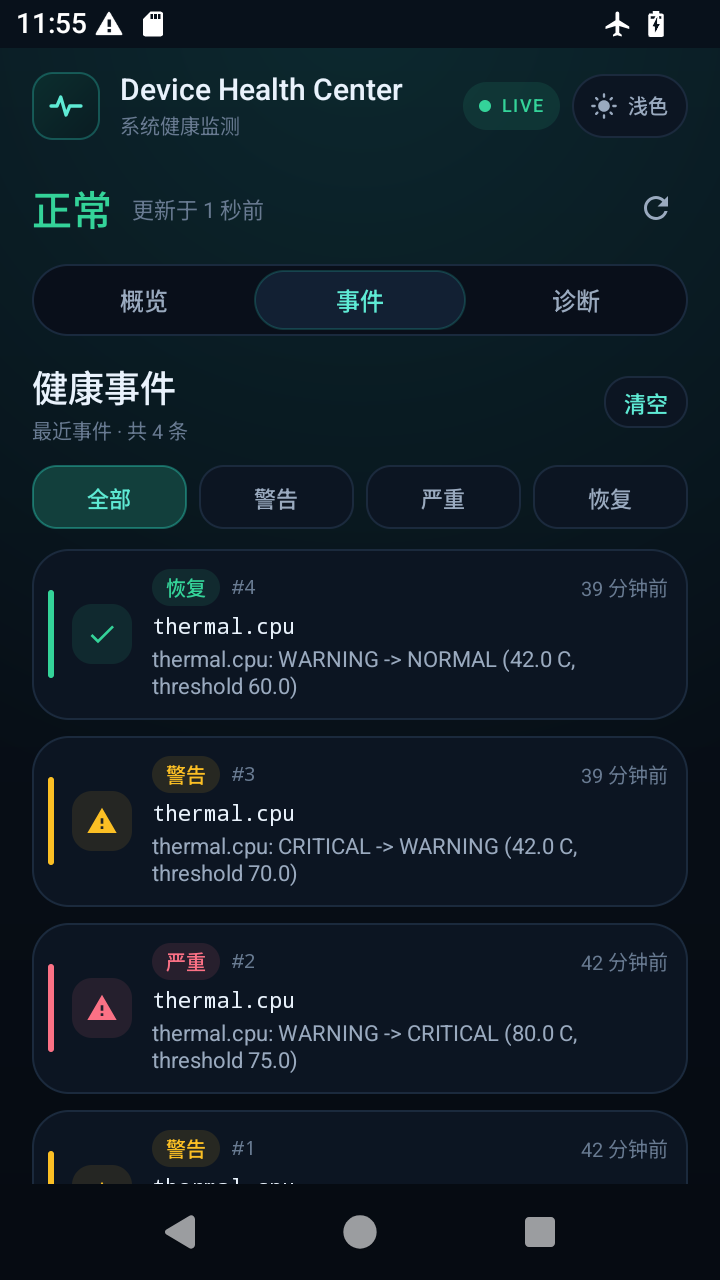 11:55
Device Health Center
系统健康监测
LIVE
浅色
正常
更新于 1 秒前
概览
事件
诊断
健康事件
最近事件 · 共 4 条
清空
全部
警告
严重
恢复
恢复 #4 39 分钟前
thermal.cpu
thermal.cpu: WARNING -> NORMAL (42.0 C,
threshold 60.0)
警告 #3 39 分钟前
thermal.cpu
thermal.cpu: CRITICAL -> WARNING (42.0 C,
threshold 70.0)
严重 #2 42 分钟前
thermal.cpu
thermal.cpu: WARNING -> CRITICAL (80.0 C,
threshold 75.0)
警告 #1 42 分钟前